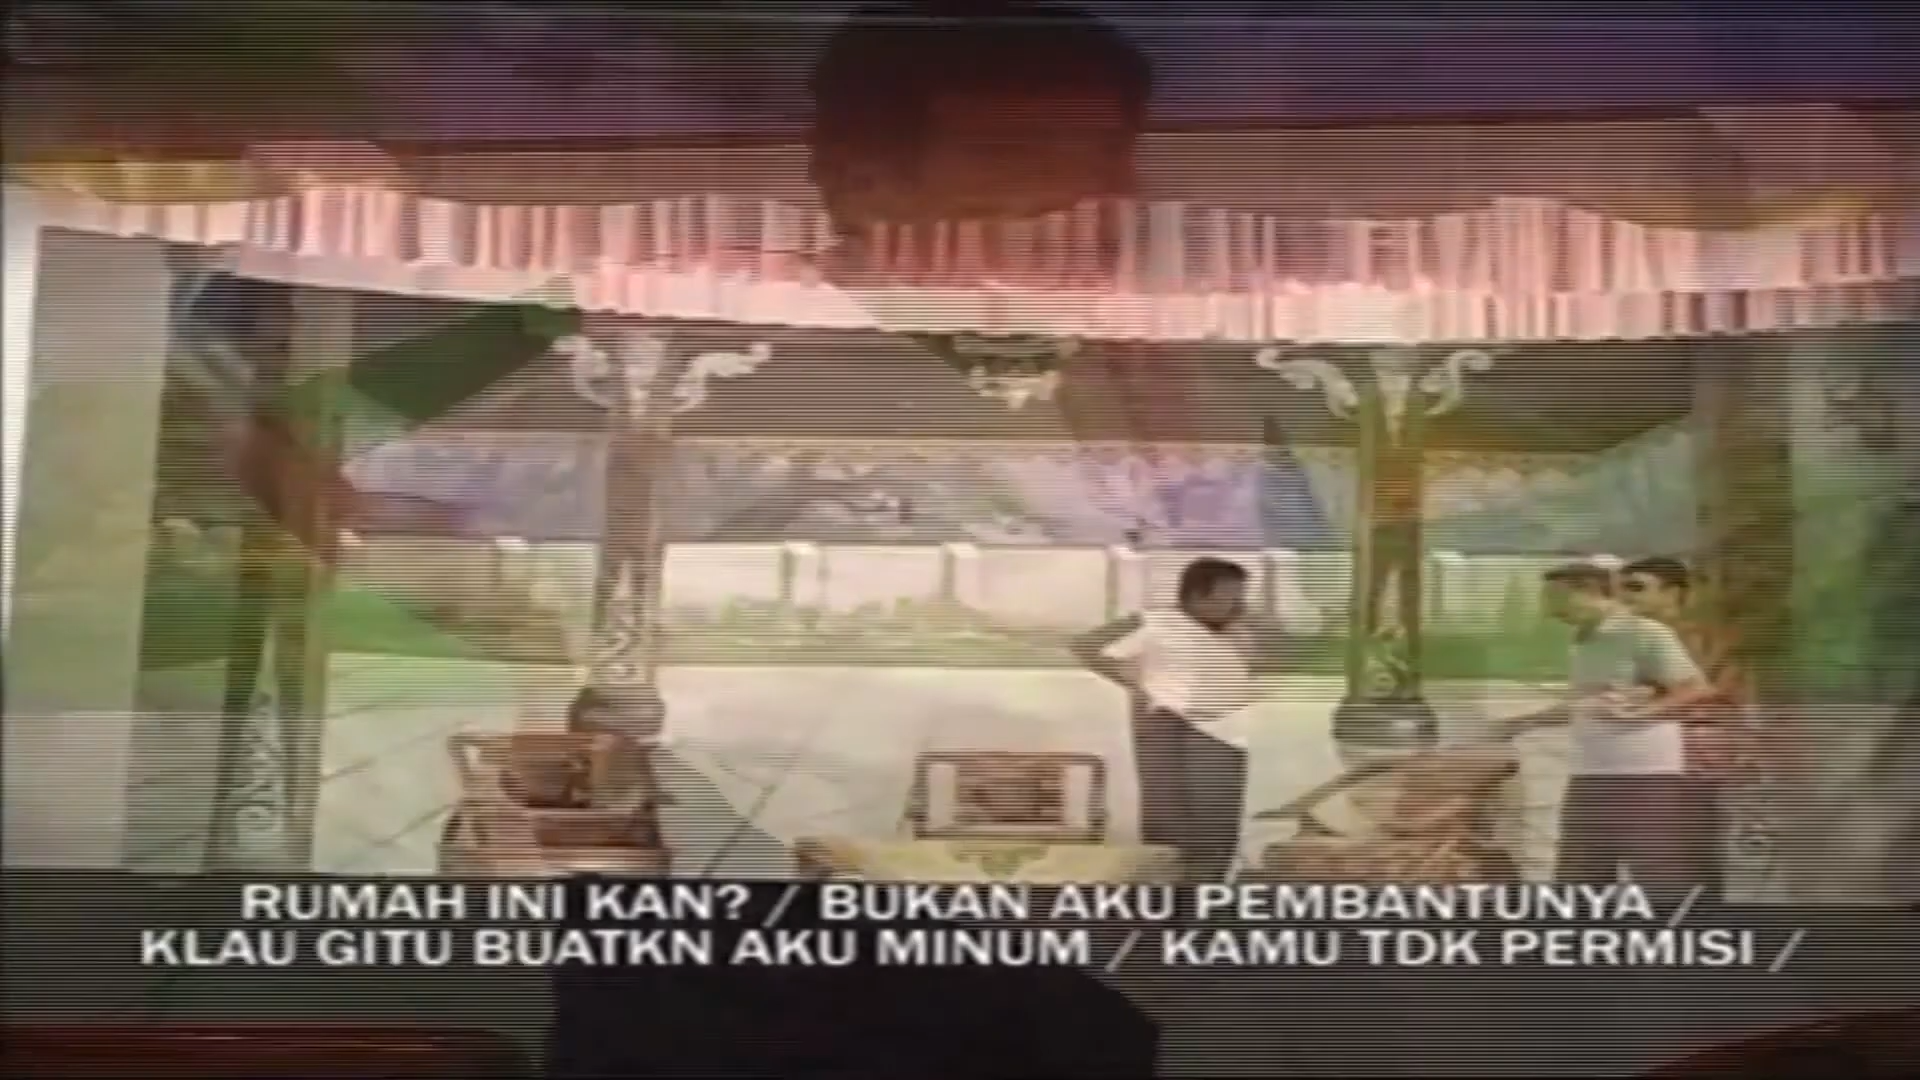 RUMAH INI KAN? / BUKAN AKU PEMBANTUNYA /
KLAU GITU BUATKN AKU MINUM / KAMU TDK PERMISI /